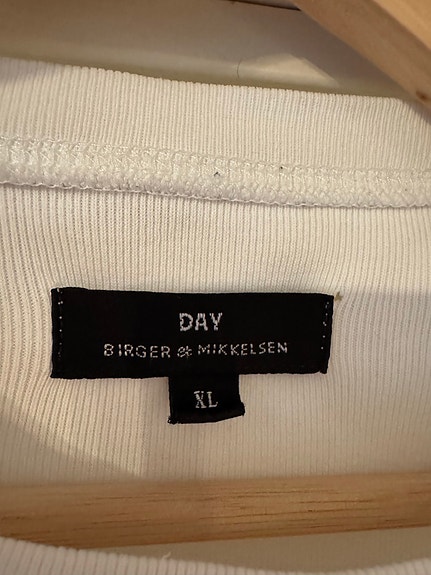 DAY
BIRGER & MIKKELSEN
XL